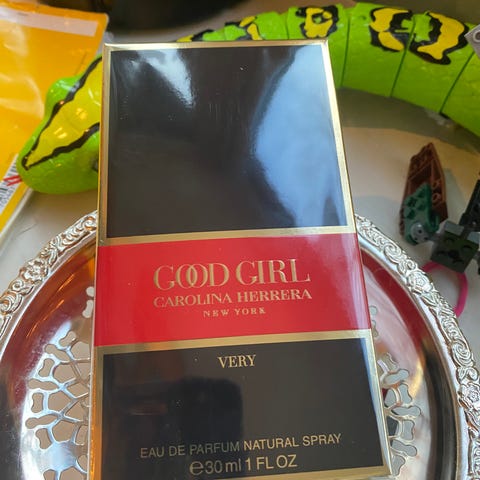 GOOD GIRL
CAROLINA HERRERA
NEW YORK
VERY
EAU DE PARFUM NATURAL SPRAY
℮30 ml 1 FL OZ